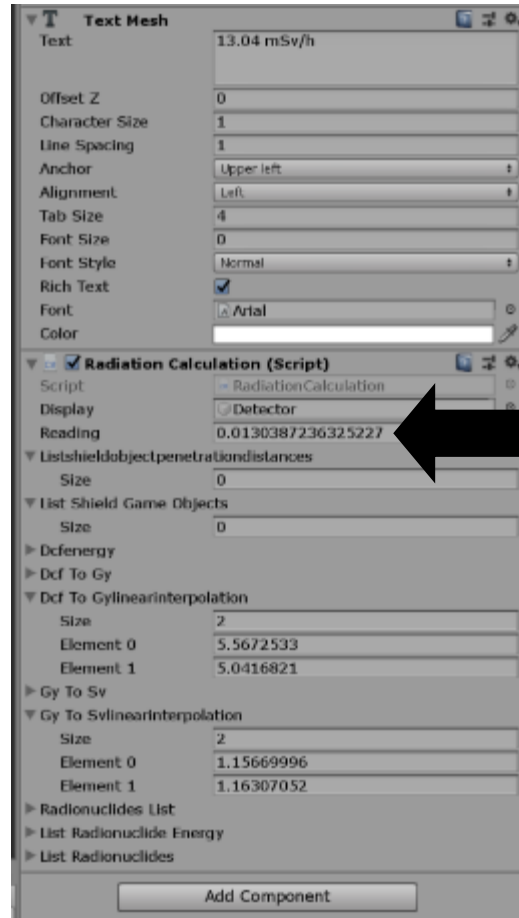 Text Mesh
Text 13.04 mSv/h
Offset Z 0
Character Size 1
Line Spacing 1
Anchor Upper left
Alignment Left
Tab Size 4
Font Size 0
Font Style Normal
Rich Text
Font Arial
Color
Radiation Calculation (Script)
Script RadiationCalculation
Display Detector
Reading 0.0130387236325227
Listshieldobjectpenetrationdistances
Size 0
List Shield Game Objects
Size 0
Dcfenergy
Dcf To Gy
Dcf To Gylinearinterpolation
Size 2
Element 0 5.5672533
Element 1 5.0416821
Gy To Sv
Gy To Svlinearinterpolation
Size 2
Element 0 1.15669996
Element 1 1.16307052
Radionuclides List
List Radionuclide Energy
List Radionuclides
Add Component